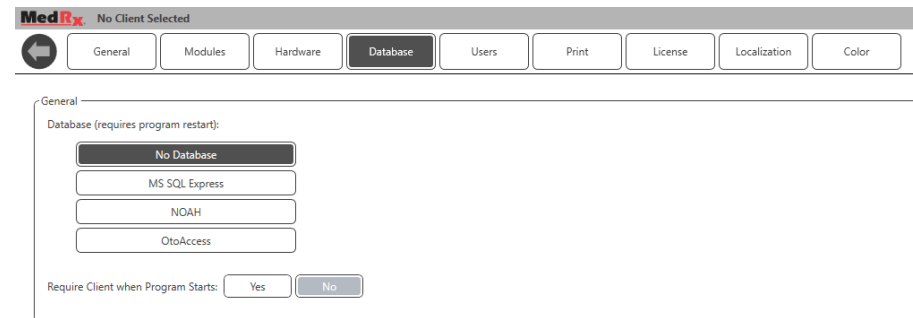 MedRx. No Client Selected
General Modules Hardware Database Users Print License Localization Color
General
Database (requires program restart):
No Database
MS SQL Express
NOAH
OtoAccess
Require Client when Program Starts: Yes No